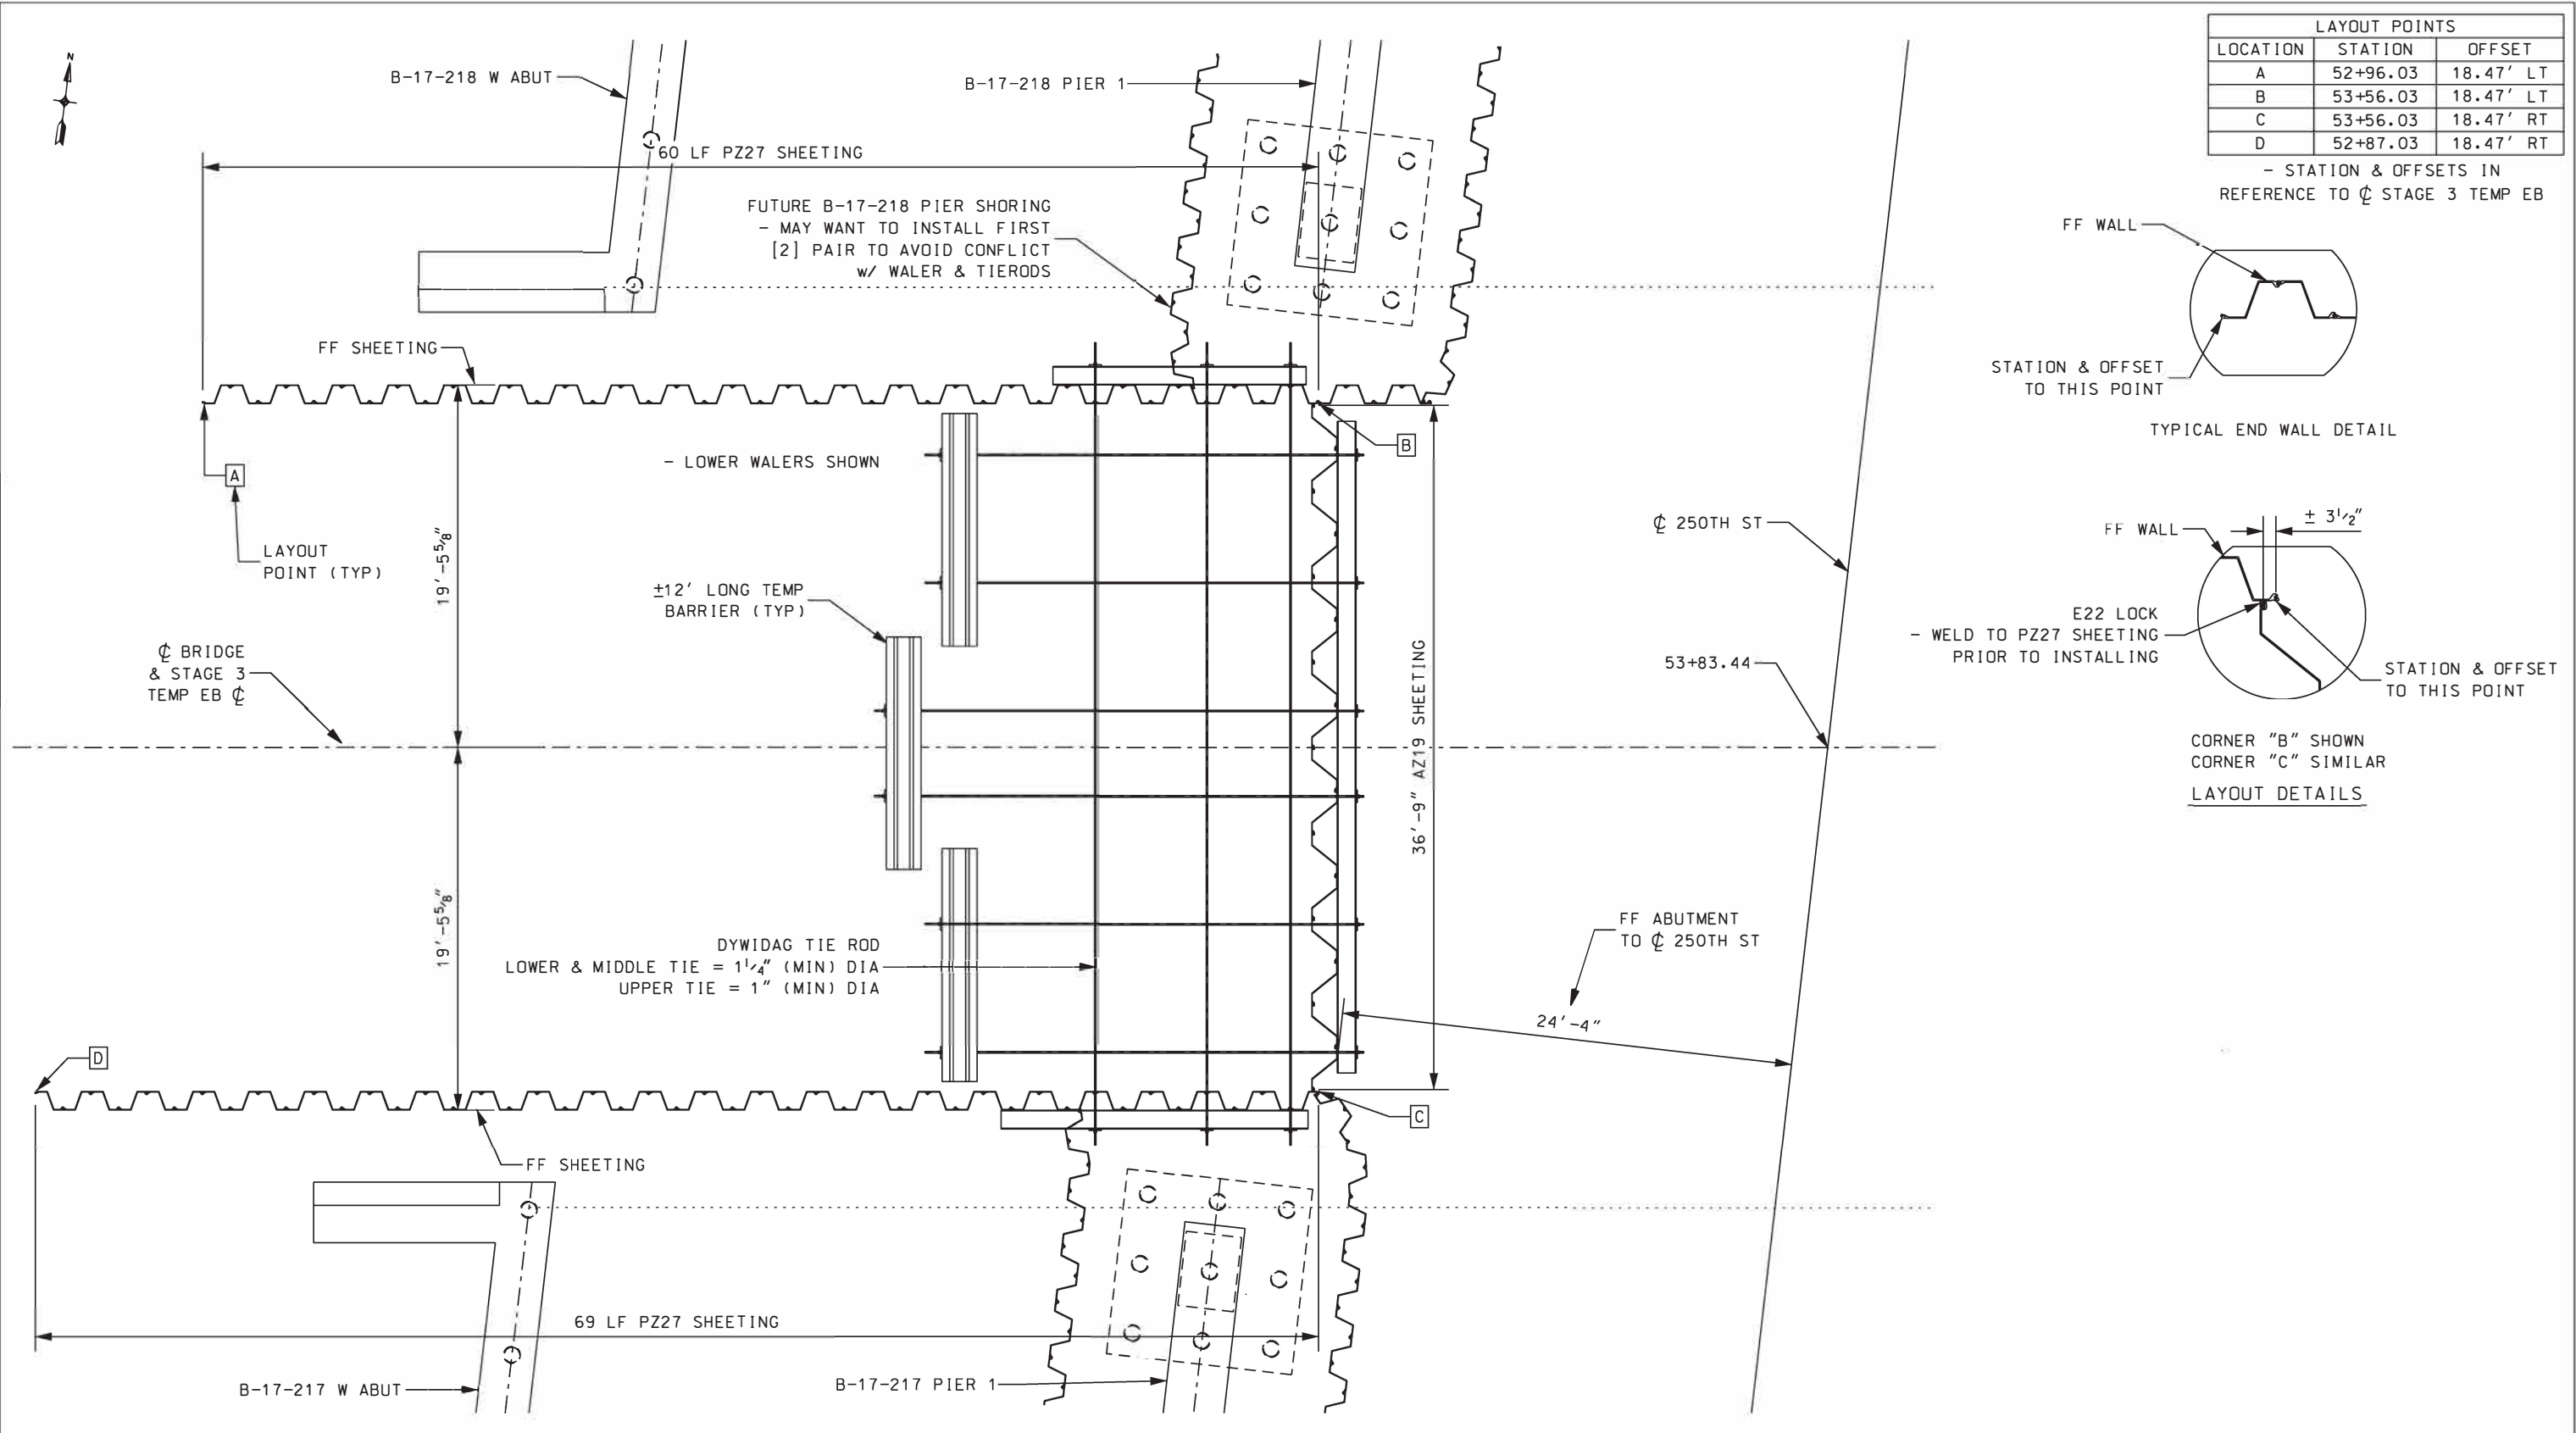 LAYOUT POINTS
LOCATION STATION OFFSET
A 52+96.03 18.47' LT
B 53+56.03 18.47' LT
C 53+56.03 18.47' RT
D 52+87.03 18.47' RT
- STATION & OFFSETS IN
REFERENCE TO ℄ STAGE 3 TEMP EB
N
B-17-218 W ABUT
B-17-218 PIER 1
60 LF PZ27 SHEETING
FUTURE B-17-218 PIER SHORING
- MAY WANT TO INSTALL FIRST
[2] PAIR TO AVOID CONFLICT
w/ WALER & TIERODS
FF SHEETING
FF WALL
STATION & OFFSET
TO THIS POINT
TYPICAL END WALL DETAIL
B
- LOWER WALERS SHOWN
A
LAYOUT
POINT (TYP)
19'-5⅝"
±12' LONG TEMP
BARRIER (TYP)
℄ 250TH ST
± 3½"
FF WALL
E22 LOCK
- WELD TO PZ27 SHEETING
PRIOR TO INSTALLING
STATION & OFFSET
TO THIS POINT
CORNER "B" SHOWN
CORNER "C" SIMILAR
LAYOUT DETAILS
℄ BRIDGE
& STAGE 3
TEMP EB ℄
53+83.44
36'-9" AZ19 SHEETING
19'-5⅝"
DYWIDAG TIE ROD
LOWER & MIDDLE TIE = 1¼" (MIN) DIA
UPPER TIE = 1" (MIN) DIA
FF ABUTMENT
TO ℄ 250TH ST
24'-4"
D
C
FF SHEETING
69 LF PZ27 SHEETING
B-17-217 W ABUT
B-17-217 PIER 1